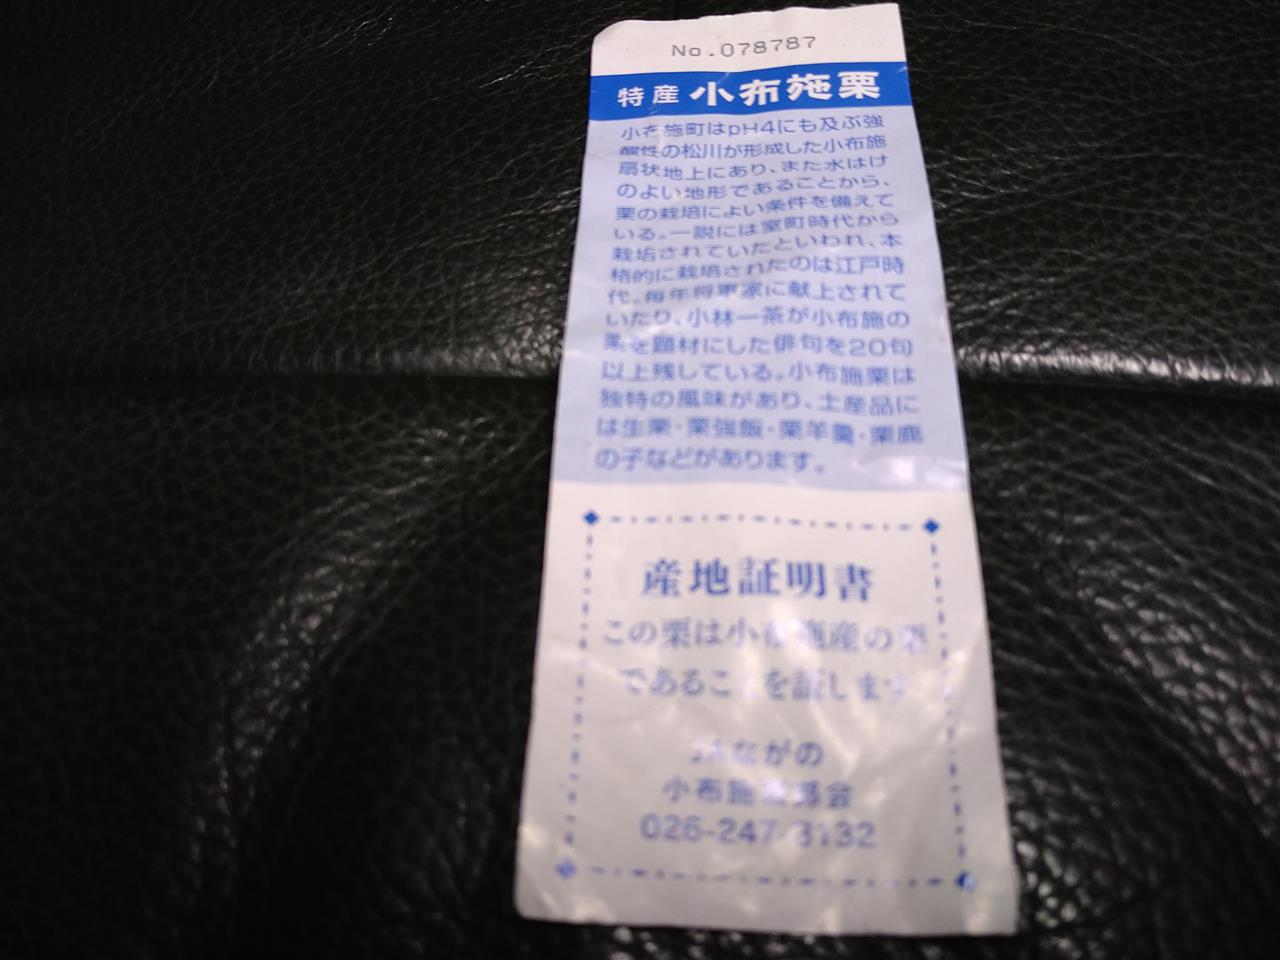 No.078787
特産 小布施栗
小布施町はpH4にも及ぶ強
酸性の松川が形成した小布施
扇状地上にあり、また水はけ
のよい地形であることから、
栗の栽培によい条件を備えて
いる。一説には室町時代から
栽培されていたといわれ、本
格的に栽培されたのは江戸時
代。毎年将軍家に献上されて
いたり、小林一茶が小布施の
栗を題材にした俳句を20句
以上残している。小布施栗は
独特の風味があり、土産品に
は生栗・栗強飯・栗羊羹・栗鹿
の子などがあります。
産地証明書
この栗は小布施産の栗
であることを証します
JAながの
小布施栗部会
026-247-3132